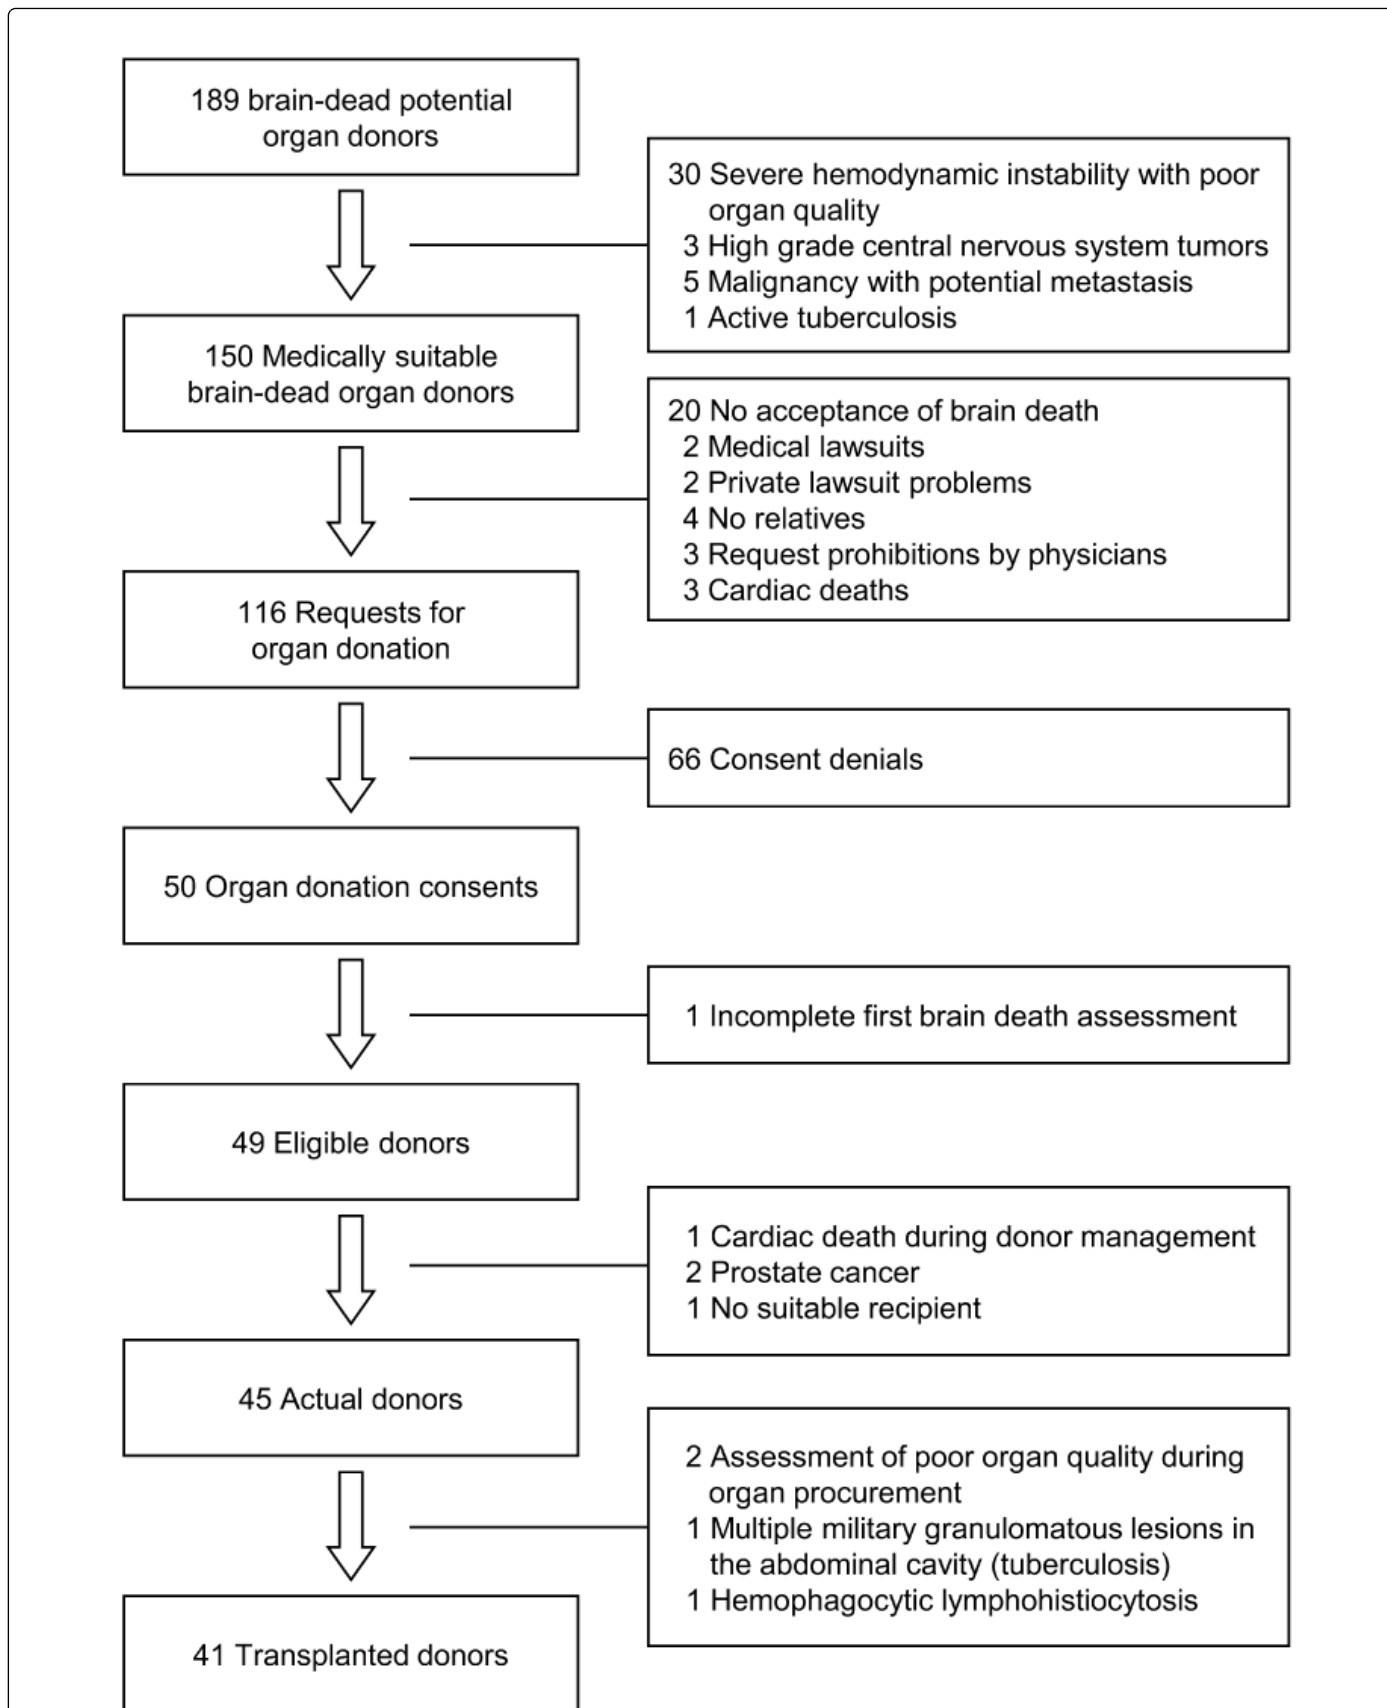 189 brain-dead potential
organ donors
30 Severe hemodynamic instability with poor
organ quality
3 High grade central nervous system tumors
5 Malignancy with potential metastasis
1 Active tuberculosis
150 Medically suitable
brain-dead organ donors
20 No acceptance of brain death
2 Medical lawsuits
2 Private lawsuit problems
4 No relatives
3 Request prohibitions by physicians
3 Cardiac deaths
116 Requests for
organ donation
66 Consent denials
50 Organ donation consents
1 Incomplete first brain death assessment
49 Eligible donors
1 Cardiac death during donor management
2 Prostate cancer
1 No suitable recipient
45 Actual donors
2 Assessment of poor organ quality during
organ procurement
1 Multiple military granulomatous lesions in
the abdominal cavity (tuberculosis)
1 Hemophagocytic lymphohistiocytosis
41 Transplanted donors